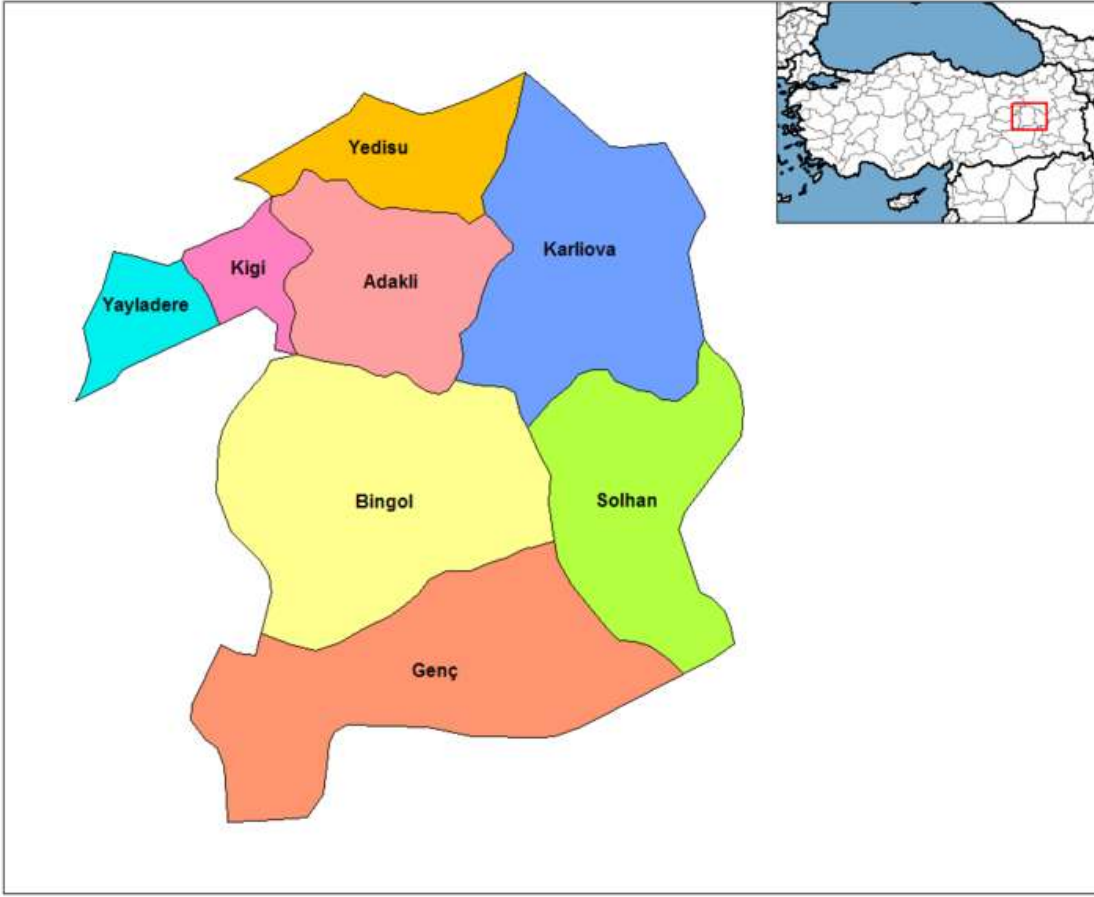 Yedisu
Karliova
Kigi
Adakli
Yayladere
Bingol
Solhan
Genç